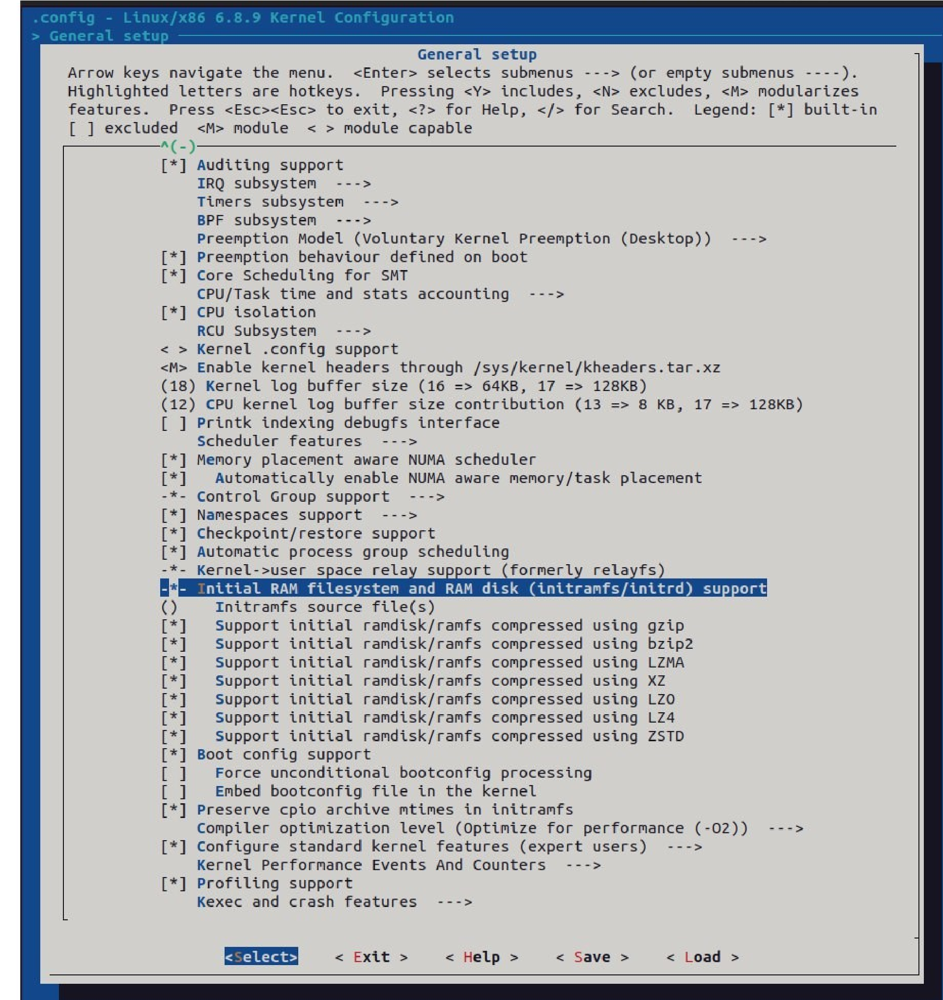 .config - Linux/x86 6.8.9 Kernel Configuration
> General setup
General setup
Arrow keys navigate the menu.  <Enter> selects submenus ---> (or empty submenus ----).
Highlighted letters are hotkeys.  Pressing <Y> includes, <N> excludes, <M> modularizes
features.  Press <Esc><Esc> to exit, <?> for Help, </> for Search.  Legend: [*] built-in
[ ] excluded  <M> module  < > module capable
^(-)
[*] Auditing support
IRQ subsystem  --->
Timers subsystem  --->
BPF subsystem  --->
Preemption Model (Voluntary Kernel Preemption (Desktop))  --->
[*] Preemption behaviour defined on boot
[*] Core Scheduling for SMT
CPU/Task time and stats accounting  --->
[*] CPU isolation
RCU Subsystem  --->
< > Kernel .config support
<M> Enable kernel headers through /sys/kernel/kheaders.tar.xz
(18) Kernel log buffer size (16 => 64KB, 17 => 128KB)
(12) CPU kernel log buffer size contribution (13 => 8 KB, 17 => 128KB)
[ ] Printk indexing debugfs interface
Scheduler features  --->
[*] Memory placement aware NUMA scheduler
[*]   Automatically enable NUMA aware memory/task placement
-*- Control Group support  --->
[*] Namespaces support  --->
[*] Checkpoint/restore support
[*] Automatic process group scheduling
-*- Kernel->user space relay support (formerly relayfs)
-*- Initial RAM filesystem and RAM disk (initramfs/initrd) support
()    Initramfs source file(s)
[*]   Support initial ramdisk/ramfs compressed using gzip
[*]   Support initial ramdisk/ramfs compressed using bzip2
[*]   Support initial ramdisk/ramfs compressed using LZMA
[*]   Support initial ramdisk/ramfs compressed using XZ
[*]   Support initial ramdisk/ramfs compressed using LZO
[*]   Support initial ramdisk/ramfs compressed using LZ4
[*]   Support initial ramdisk/ramfs compressed using ZSTD
[*] Boot config support
[ ]   Force unconditional bootconfig processing
[ ]   Embed bootconfig file in the kernel
[*] Preserve cpio archive mtimes in initramfs
Compiler optimization level (Optimize for performance (-O2))  --->
[*] Configure standard kernel features (expert users)  --->
Kernel Performance Events And Counters  --->
[*] Profiling support
Kexec and crash features  --->
<Select>    < Exit >    < Help >    < Save >    < Load >